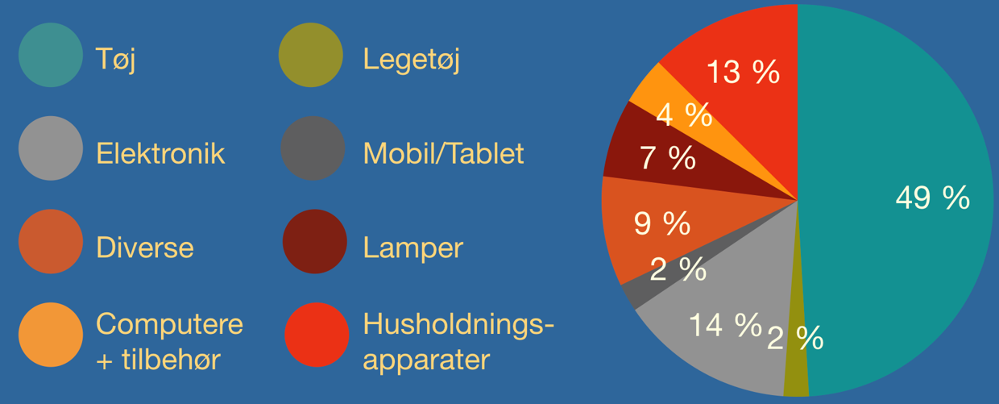 Tøj
Legetøj
Elektronik
Mobil/Tablet
Diverse
Lamper
Computere
+ tilbehør
Husholdnings-
apparater
13 %
4 %
7 %
49 %
9 %
2 %
14 %
2 %